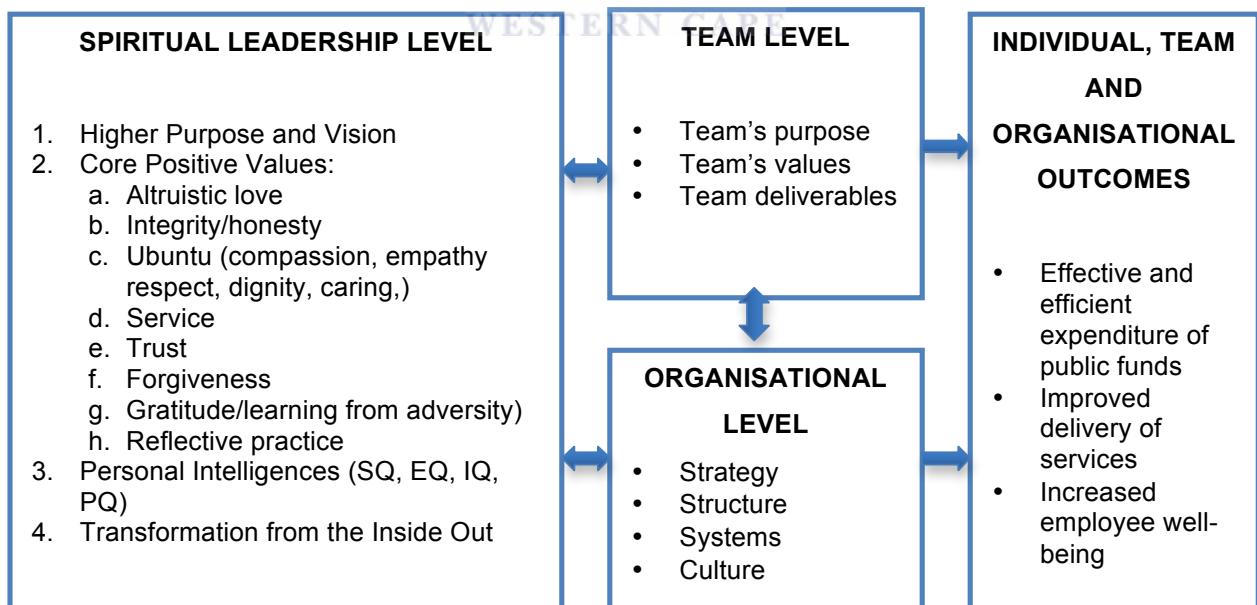 WESTERN CAPE
SPIRITUAL LEADERSHIP LEVEL
1. Higher Purpose and Vision
2. Core Positive Values:
a. Altruistic love
b. Integrity/honesty
c. Ubuntu (compassion, empathy
respect, dignity, caring,)
d. Service
e. Trust
f. Forgiveness
g. Gratitude/learning from adversity)
h. Reflective practice
3. Personal Intelligences (SQ, EQ, IQ,
PQ)
4. Transformation from the Inside Out
TEAM LEVEL
• Team’s purpose
• Team’s values
• Team deliverables
ORGANISATIONAL
LEVEL
• Strategy
• Structure
• Systems
• Culture
INDIVIDUAL, TEAM
AND
ORGANISATIONAL
OUTCOMES
• Effective and
efficient
expenditure of
public funds
• Improved
delivery of
services
• Increased
employee well-
being